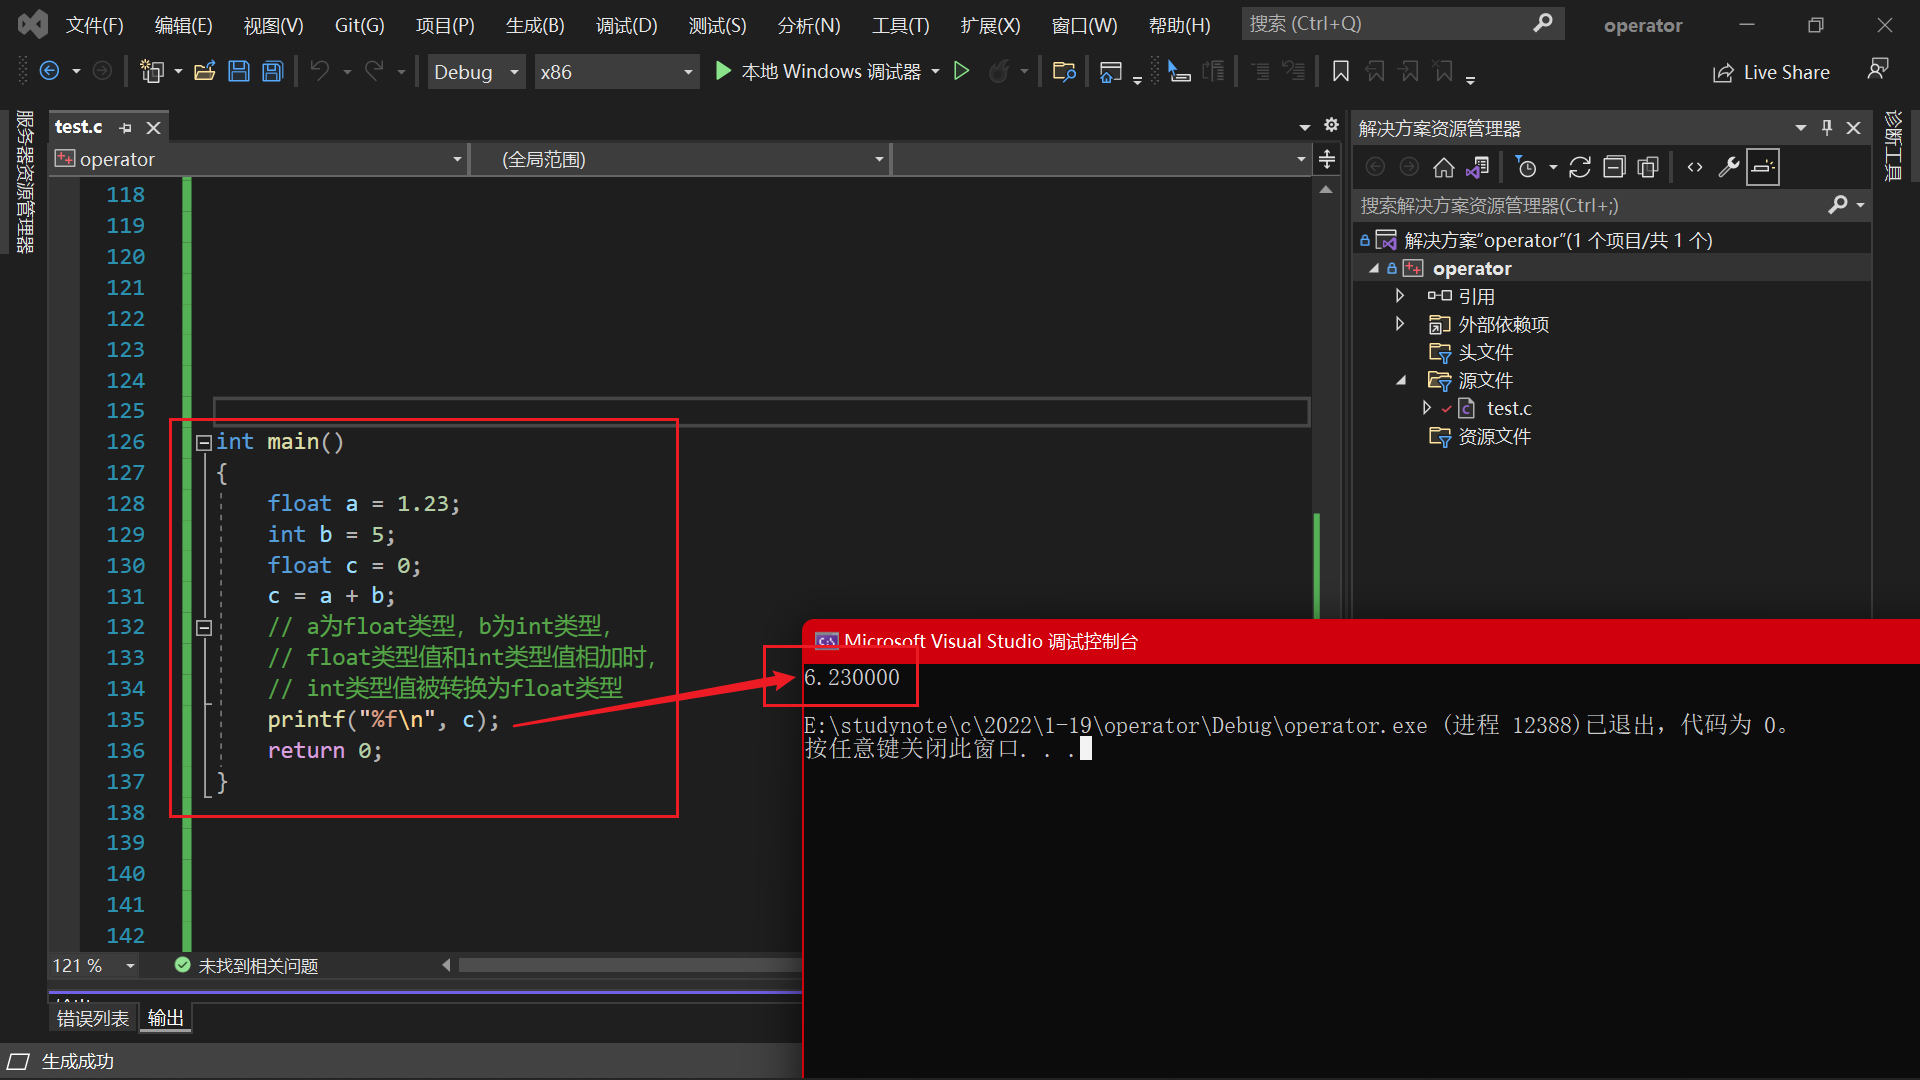 文件(F) 编辑(E) 视图(V) Git(G) 项目(P) 生成(B) 调试(D) 测试(S) 分析(N) 工具(T) 扩展(X) 窗口(W) 帮助(H) 搜索 (Ctrl+Q) operator
Debug x86 本地 Windows 调试器 Live Share
服务器资源管理器
test.c
operator (全局范围)
118
119
120
121
122
123
124
125
126 int main()
127 {
128 float a = 1.23;
129 int b = 5;
130 float c = 0;
131 c = a + b;
132 // a为float类型，b为int类型，
133 // float类型值和int类型值相加时，
134 // int类型值被转换为float类型
135 printf("%f\n", c);
136 return 0;
137 }
138
139
140
141
142
121 % 未找到相关问题
错误列表 输出
生成成功
解决方案资源管理器
搜索解决方案资源管理器(Ctrl+;)
解决方案"operator"(1 个项目/共 1 个)
operator
引用
外部依赖项
头文件
源文件
test.c
资源文件
诊断工具
Microsoft Visual Studio 调试控制台
6.230000
E:\studynote\c\2022\1-19\operator\Debug\operator.exe (进程 12388)已退出，代码为 0。
按任意键关闭此窗口. . .